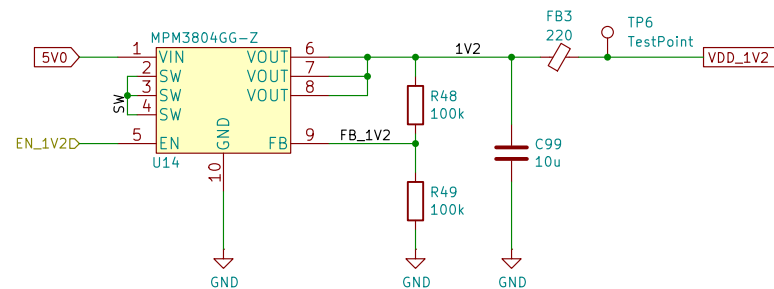 FB3
220
TP6
TestPoint
MPM3804GG-Z
5V0
1
VIN
VOUT
6
1V2
VDD_1V2
2
SW
VOUT
7
SW
3
SW
VOUT
8
4
SW
R48
100k
EN_1V2
5
EN
GND
FB
9
FB_1V2
C99
10u
U14
10
R49
100k
GND
GND
GND